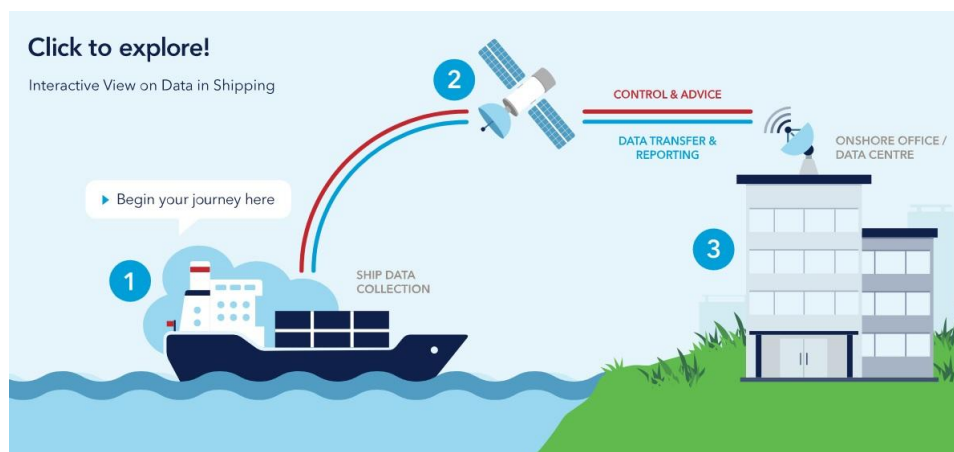 Click to explore!
Interactive View on Data in Shipping
2
CONTROL & ADVICE
DATA TRANSFER &
REPORTING
ONSHORE OFFICE /
DATA CENTRE
Begin your journey here
1
SHIP DATA
COLLECTION
3